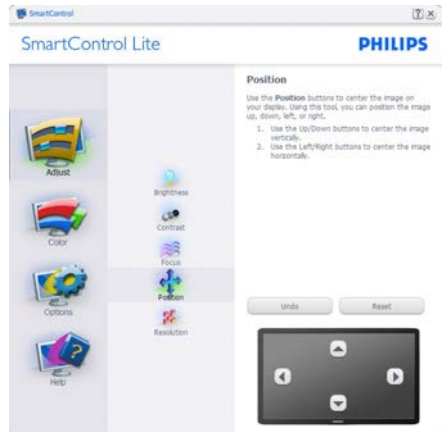 SmartControl
SmartControl Lite
PHILIPS
Adjust
Color
Options
Help
Brightness
Contrast
Focus
Position
Resolution
Position
Use the Position buttons to center the image on
your display. Using this tool, you can position the image
up, down, left, or right.
1. Use the Up/Down buttons to center the image
vertically.
2. Use the Left/Right buttons to center the image
horizontally.
Undo
Reset